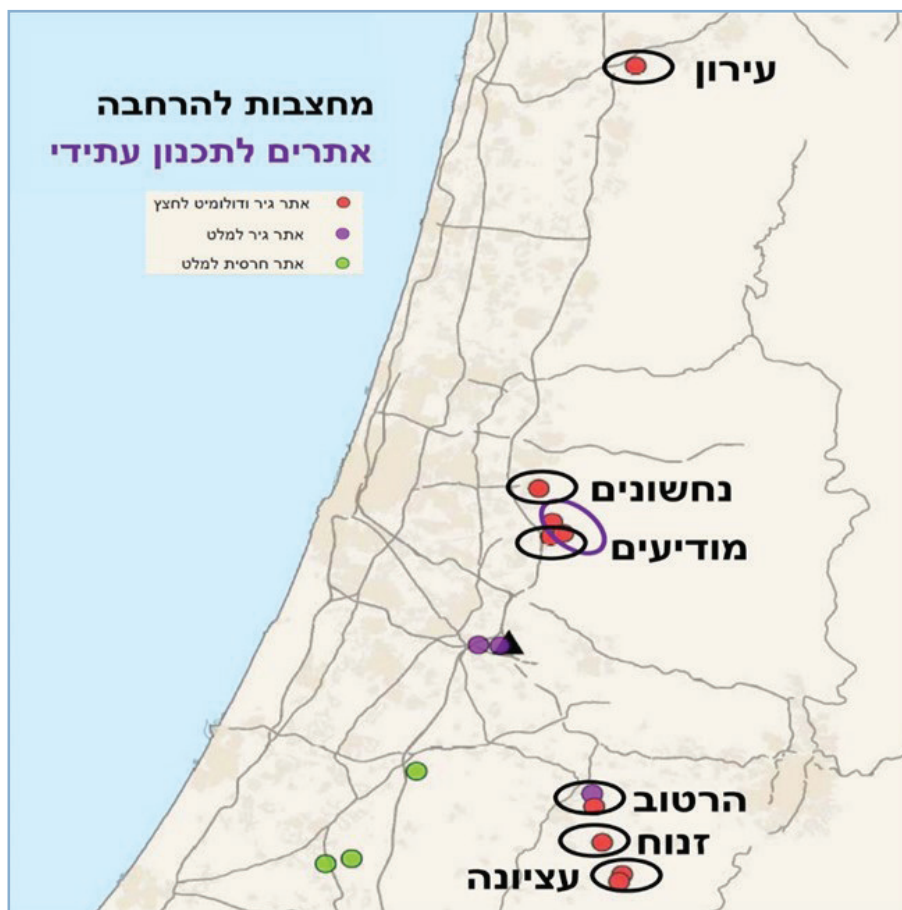 מחצבות להרחבה
אתרים לתכנון עתידי
אתר גיר ודולומיט לחצץ
אתר גיר למלט
אתר חרסית למלט
עירון
נחשונים
מודיעים
הרטוב
זנוח
עציונה